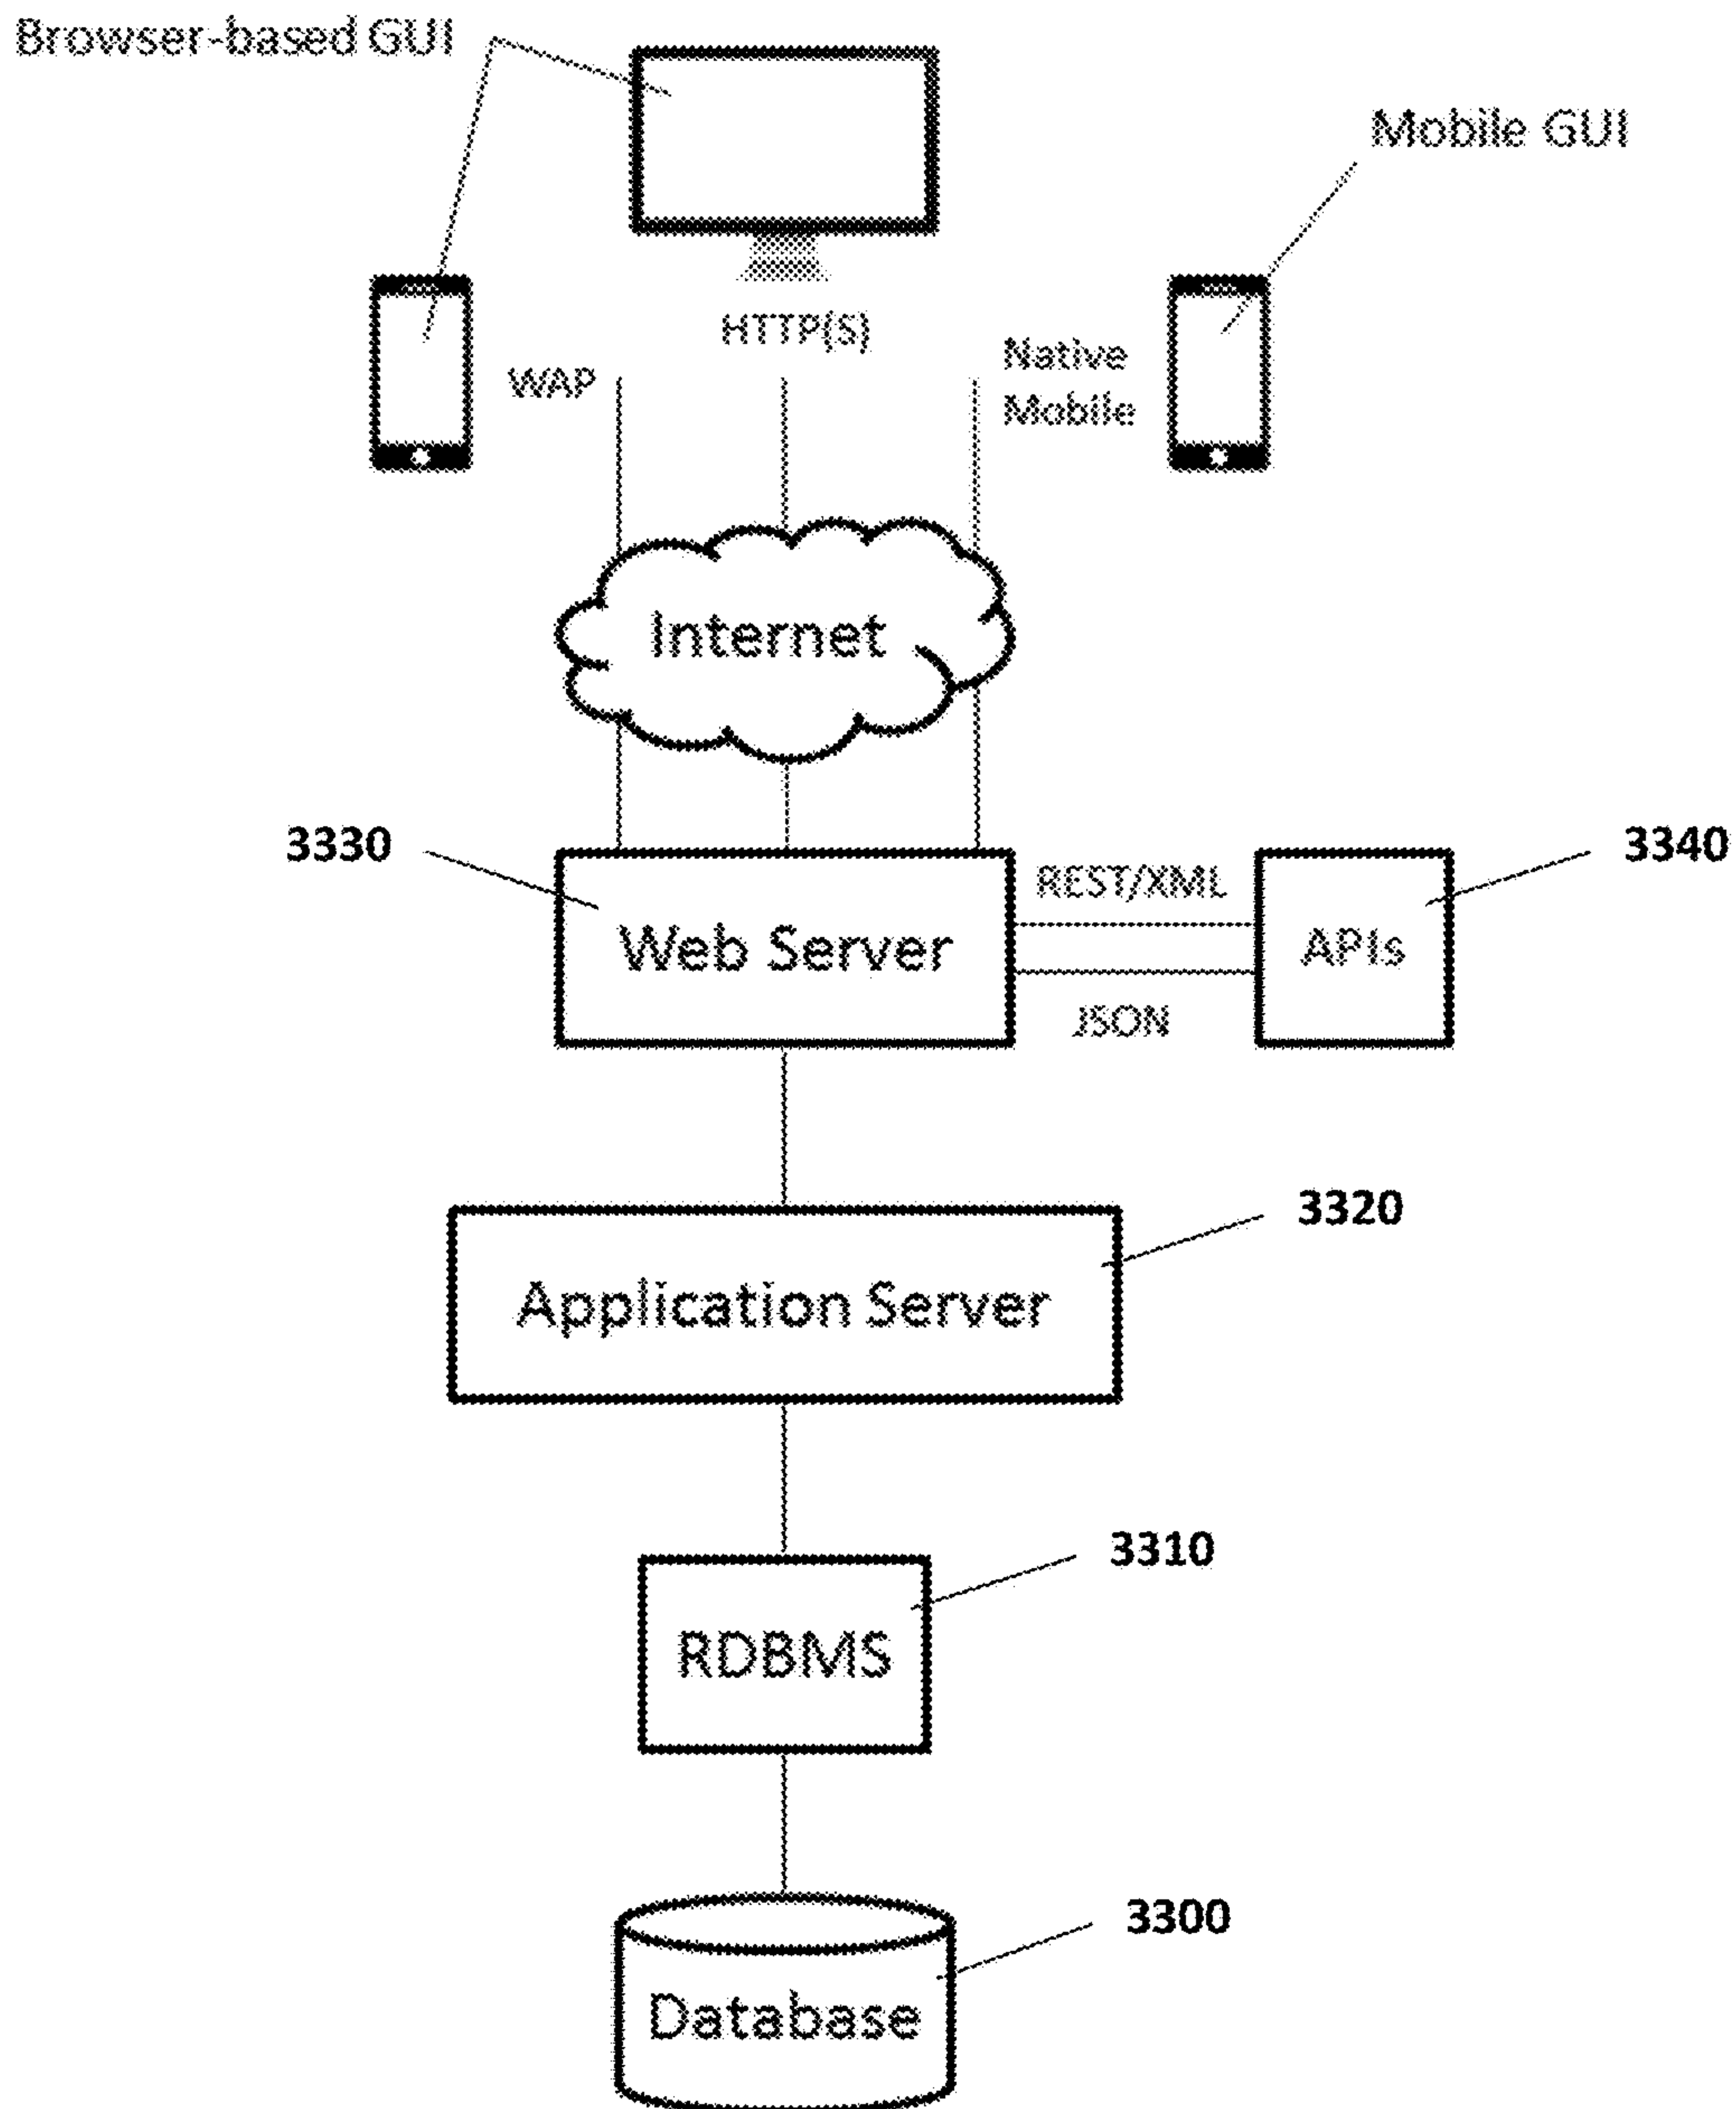 Browser-based GUI
Mobile GUI
HTTP(S)
WAP
Native
Mobile
Internet
3330
3340
REST/XML
Web Server
APIs
JSON
3320
Application Server
3310
RDBMS
3300
Database